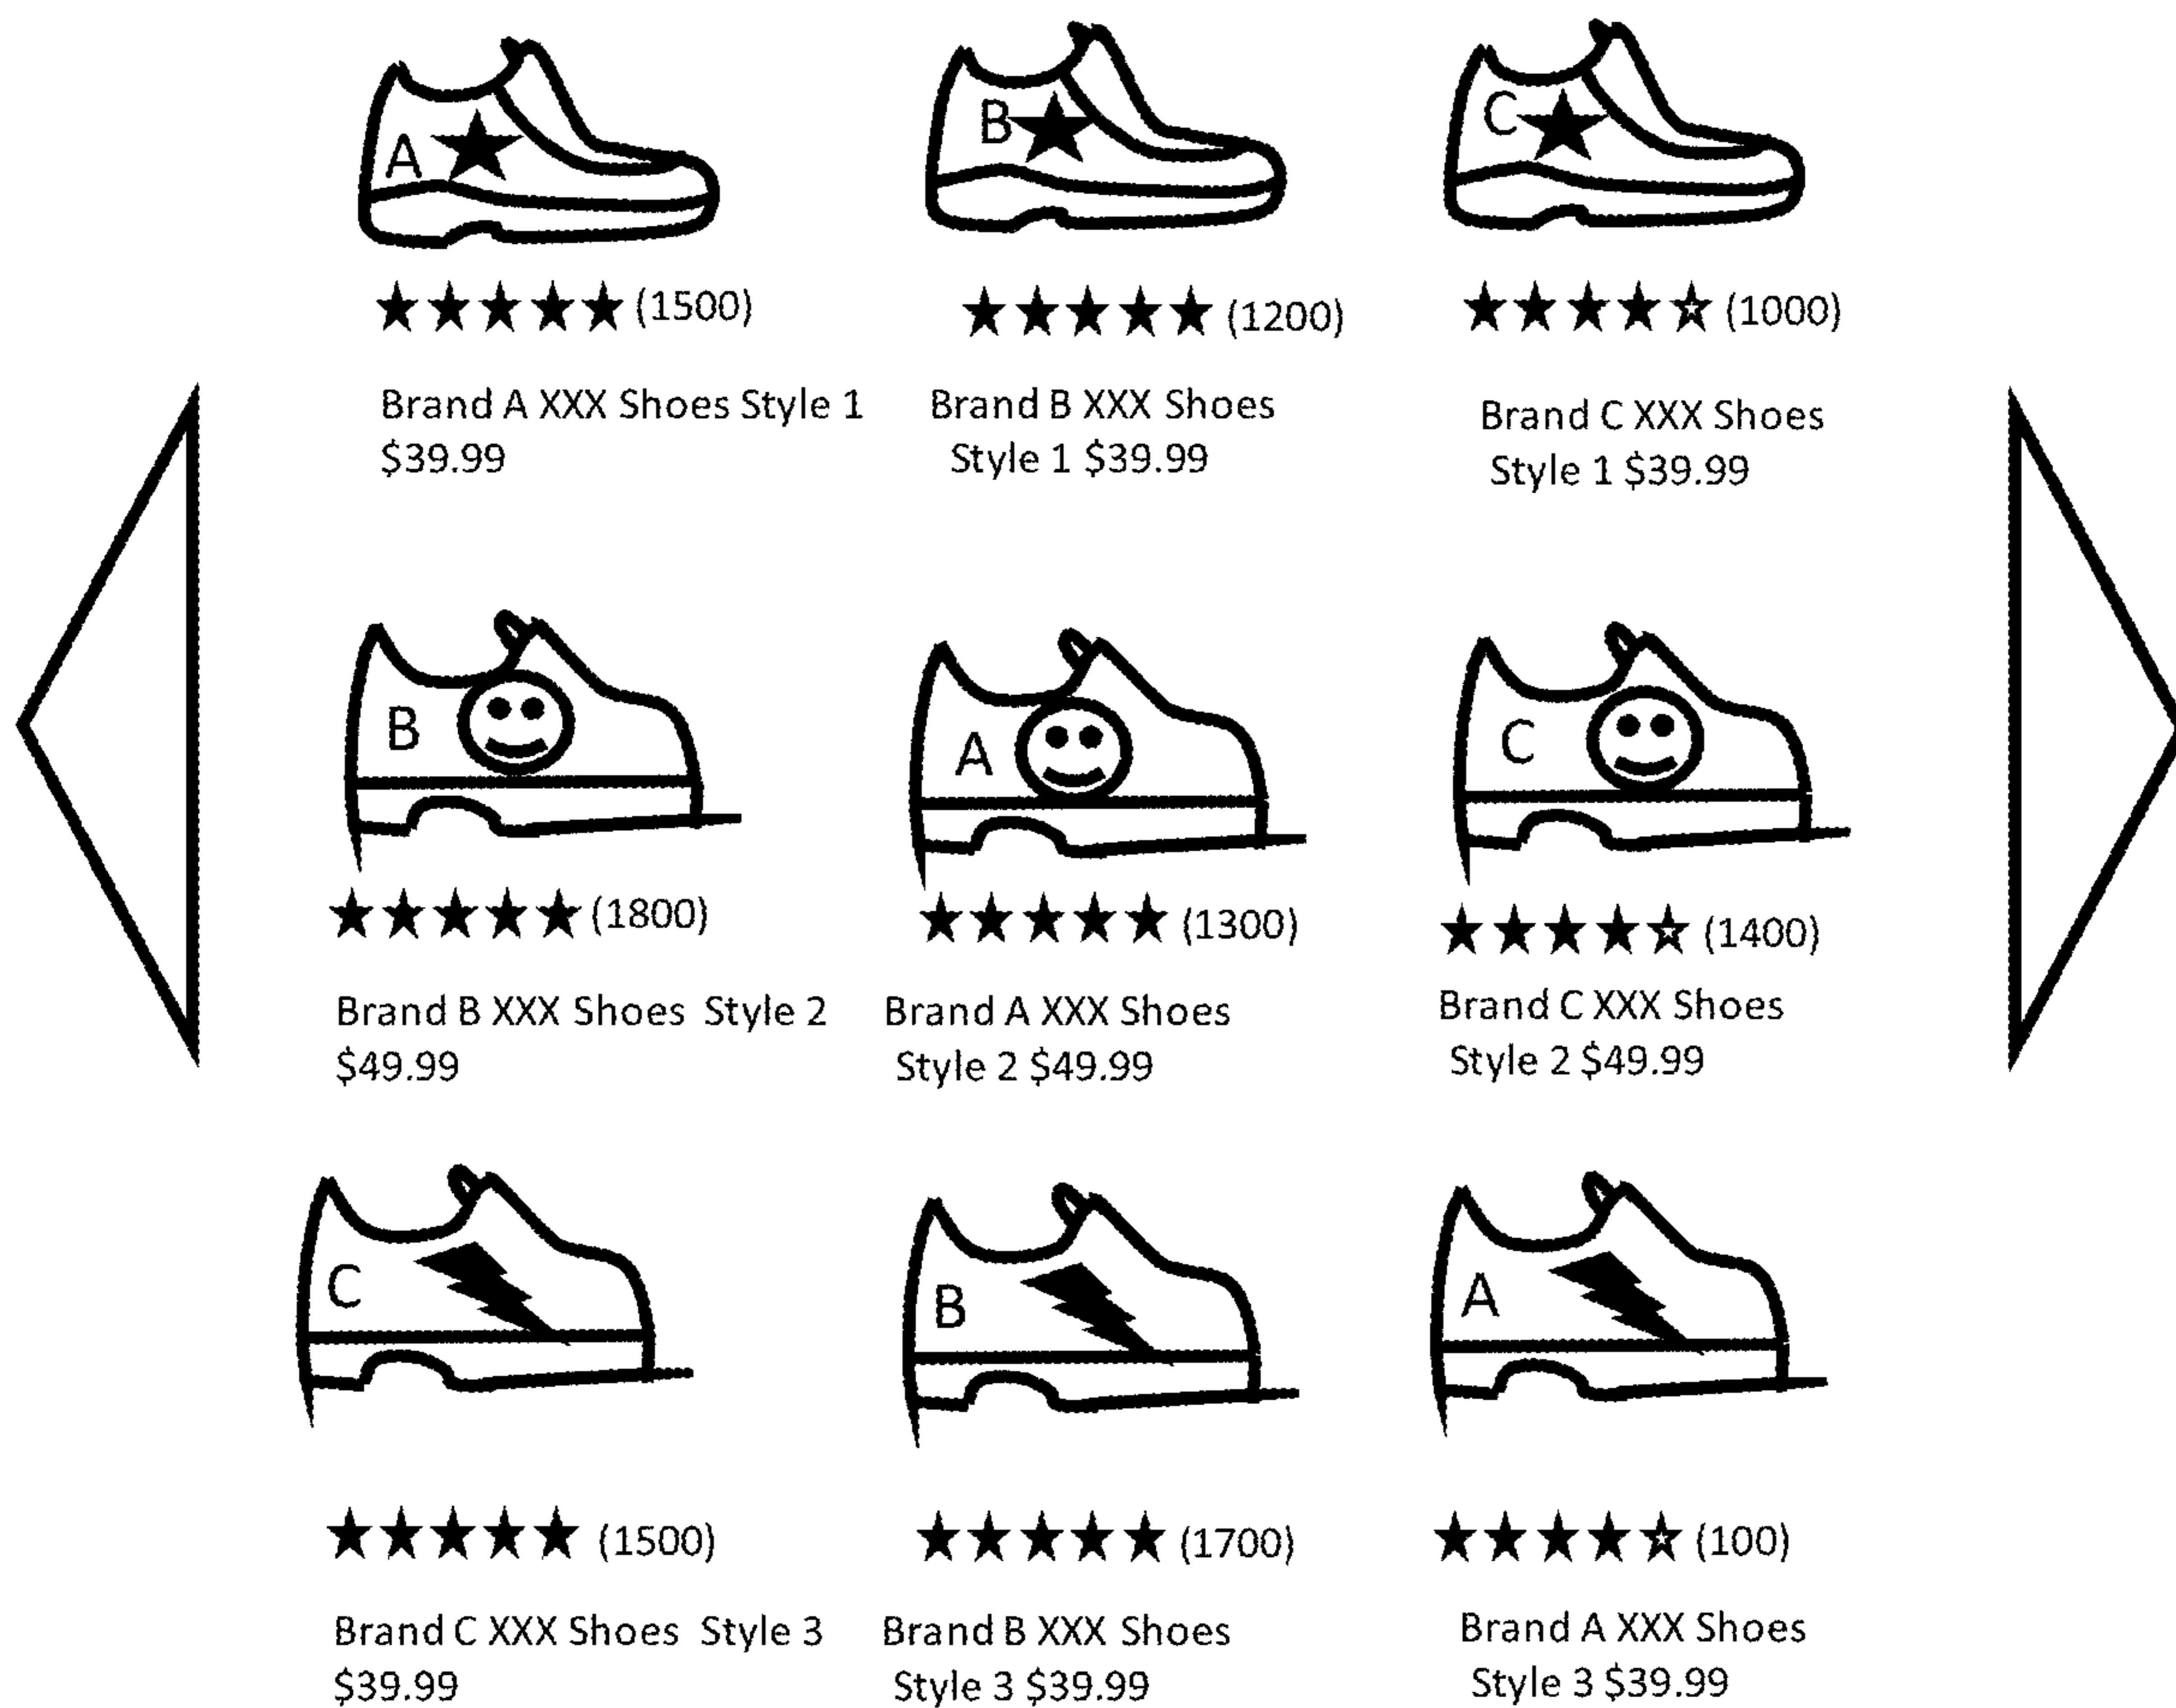 A
B
C
(1500)
(1200)
(1000)
Brand A XXX Shoes Style 1
$39.99
Brand B XXX Shoes
Style 1 $39.99
Brand C XXX Shoes
Style 1 $39.99
B
A
C
(1800)
(1300)
(1400)
Brand B XXX Shoes Style 2
$49.99
Brand A XXX Shoes
Style 2 $49.99
Brand C XXX Shoes
Style 2 $49.99
C
B
A
(1500)
(1700)
(100)
Brand C XXX Shoes Style 3
$39.99
Brand B XXX Shoes
Style 3 $39.99
Brand A XXX Shoes
Style 3 $39.99